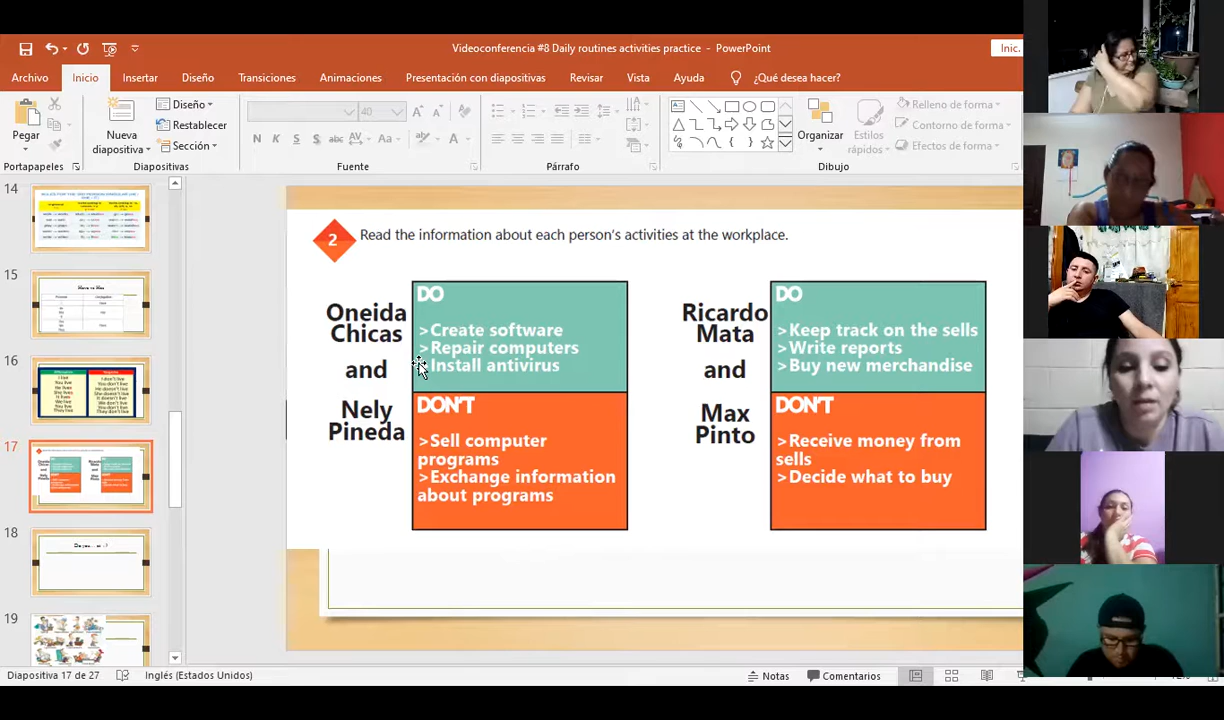 Videoconferencia #8 Daily routines activities practice - PowerPoint
Inic.
Archivo Inicio Insertar Diseño Transiciones Animaciones Presentación con diapositivas Revisar Vista Ayuda ¿Qué desea hacer?
Pegar
Nueva
diapositiva
Diseño
Restablecer
Sección
40
N K S S abc AV Aa A
Organizar
Estilos
rápidos
Relleno de forma
Contorno de forma
Efectos de forma
Portapapeles Diapositivas Fuente Párrafo Dibujo
14
15
16
17
18
19
2
Read the information about each person's activities at the workplace.
Oneida
Chicas
and
Nely
Pineda
DO
>Create software
>Repair computers
>Install antivirus
DON'T
>Sell computer
programs
>Exchange information
about programs
Ricardo
Mata
and
Max
Pinto
DO
>Keep track on the sells
>Write reports
>Buy new merchandise
DON'T
>Receive money from
sells
>Decide what to buy
Diapositiva 17 de 27 Inglés (Estados Unidos) Notas Comentarios